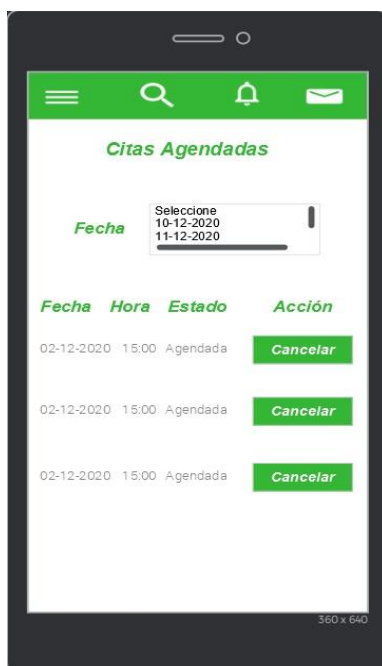 Citas Agendadas
Fecha
Seleccione
10-12-2020
11-12-2020
Fecha Hora Estado Acción
02-12-2020 15:00 Agendada Cancelar
02-12-2020 15:00 Agendada Cancelar
02-12-2020 15:00 Agendada Cancelar
360 x 640